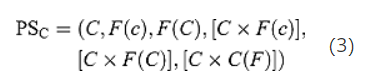 PS_C = (C, F(c), F(C), [C × F(c)],
[C × F(C)], [C × C(F)]) (3)